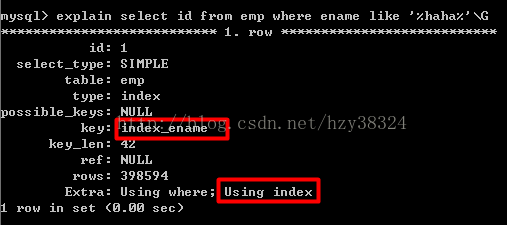 mysql> explain select id from emp where ename like '%haha%'\G
*************************** 1. row ***************************
id: 1
select_type: SIMPLE
table: emp
type: index
possible_keys: NULL
key: index_ename
key_len: 42
ref: NULL
rows: 398594
Extra: Using where; Using index
1 row in set (0.00 sec)
http://blog.csdn.net/hzy38324